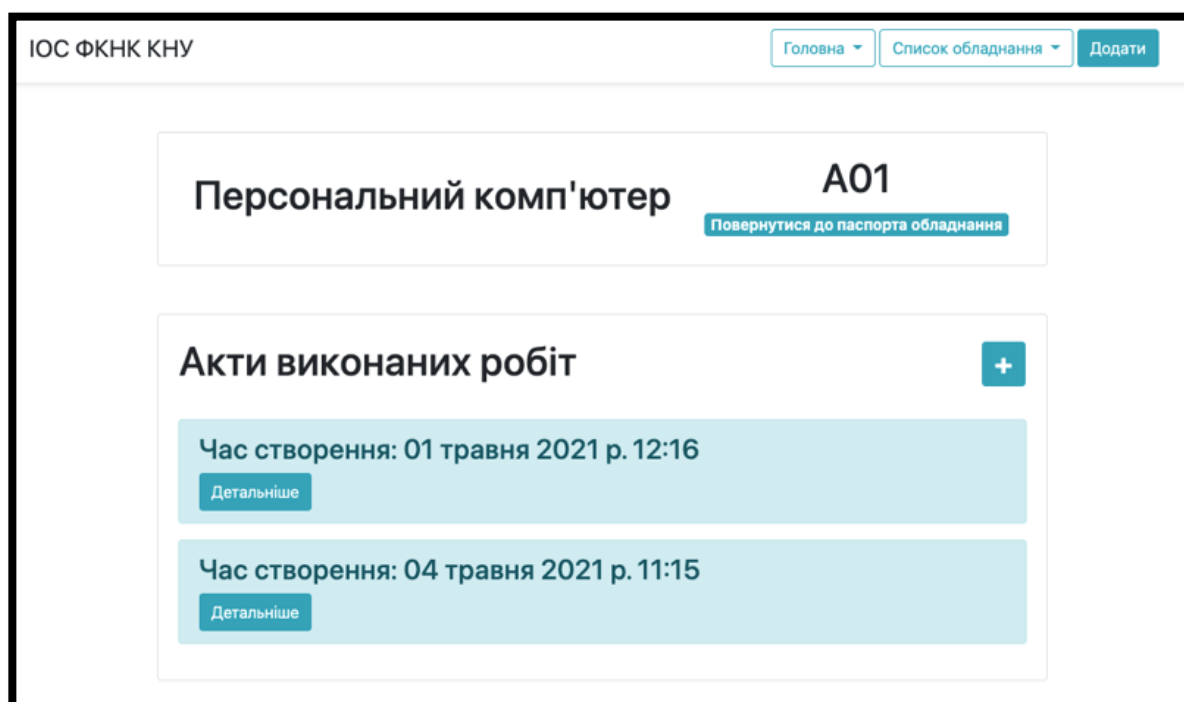 ІОС ФКНК КНУ
Головна
Список обладнання
Додати
Персональний комп'ютер
А01
Повернутися до паспорта обладнання
Акти виконаних робіт
+
Час створення: 01 травня 2021 р. 12:16
Детальніше
Час створення: 04 травня 2021 р. 11:15
Детальніше